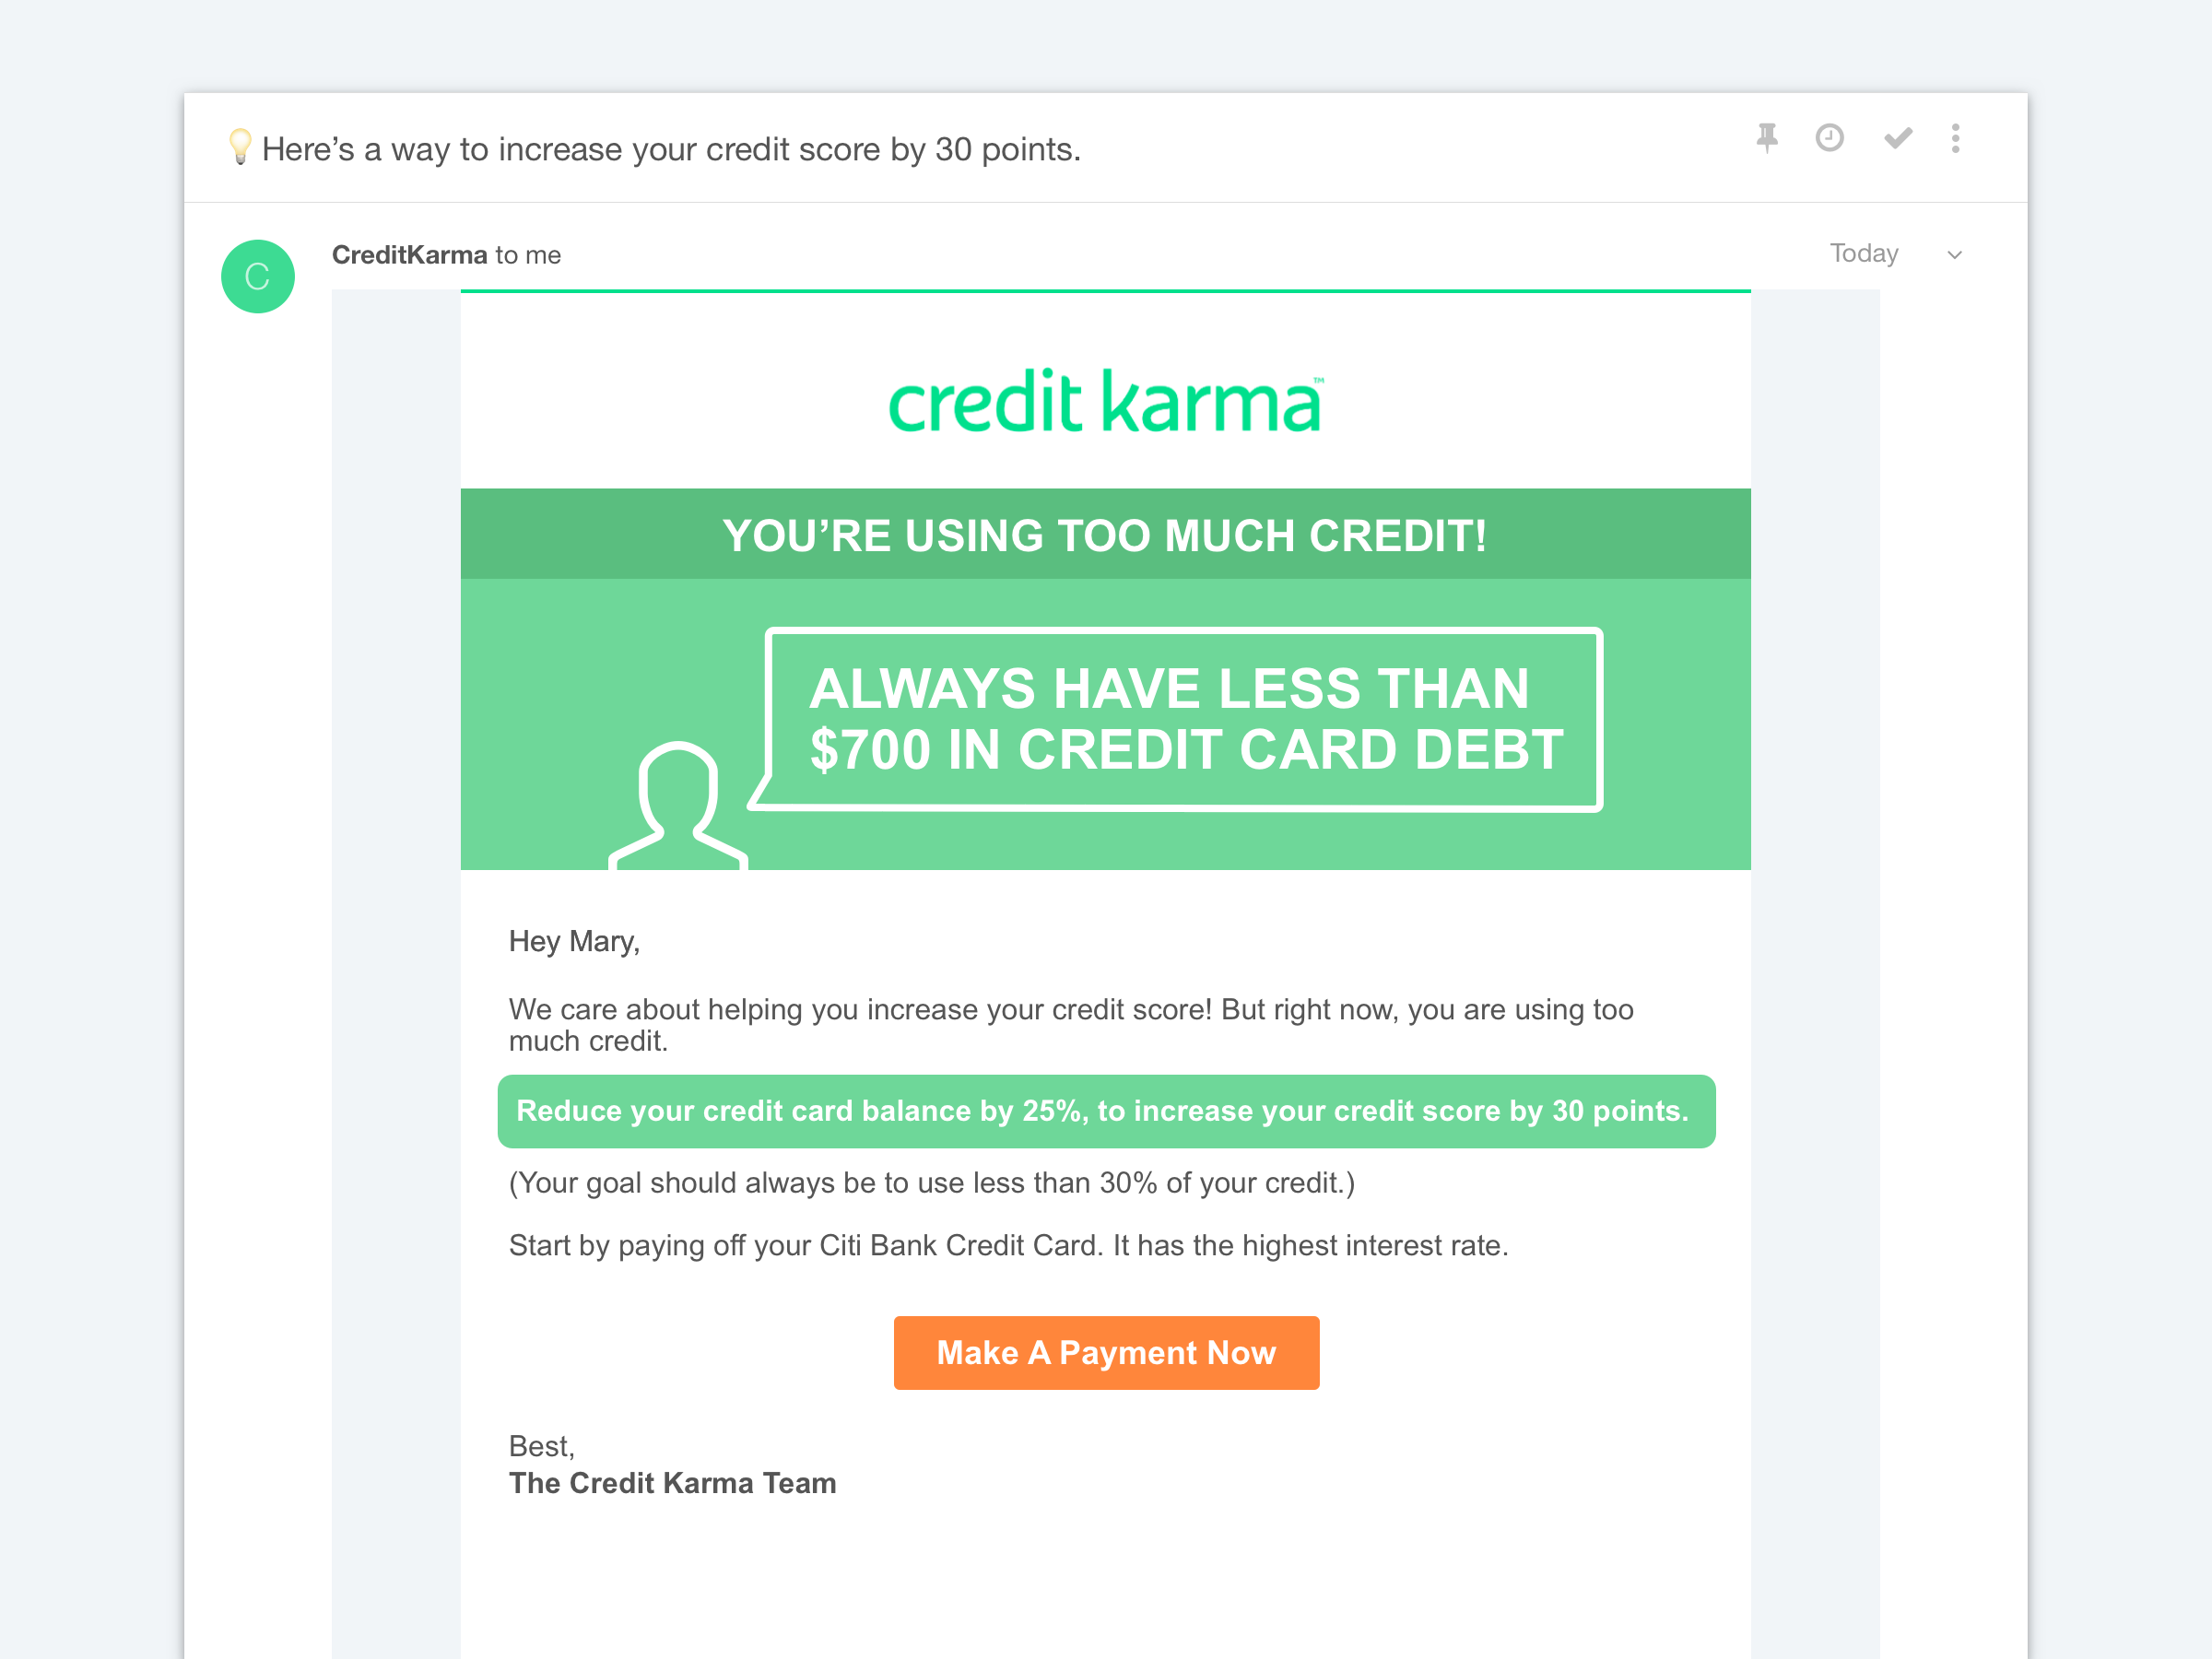 💡Here’s a way to increase your credit score by 30 points.
C
CreditKarma to me
Today
credit karma™
YOU’RE USING TOO MUCH CREDIT!
ALWAYS HAVE LESS THAN
$700 IN CREDIT CARD DEBT
Hey Mary,
We care about helping you increase your credit score! But right now, you are using too
much credit.
Reduce your credit card balance by 25%, to increase your credit score by 30 points.
(Your goal should always be to use less than 30% of your credit.)
Start by paying off your Citi Bank Credit Card. It has the highest interest rate.
Make A Payment Now
Best,
The Credit Karma Team